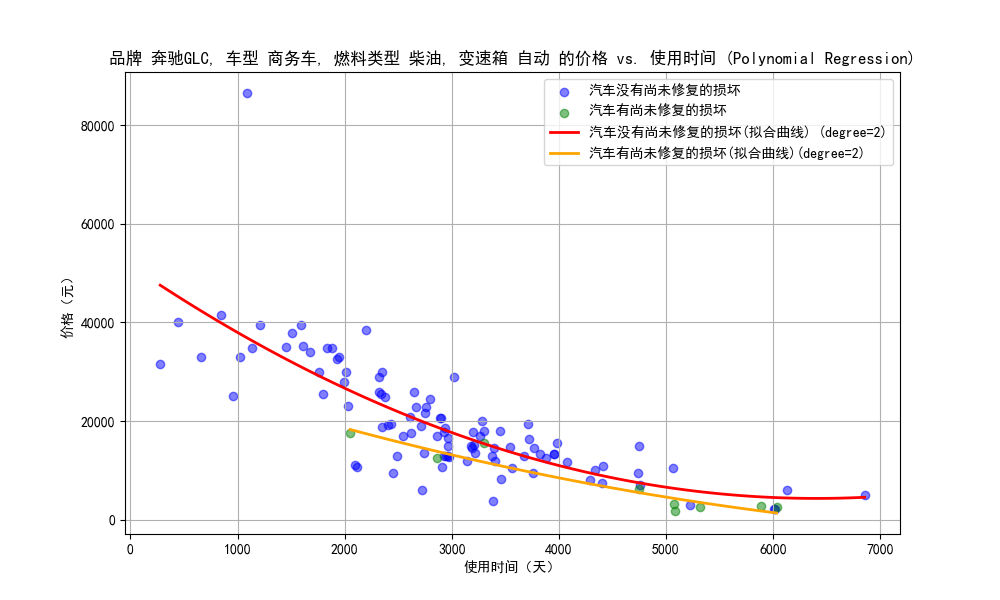 品牌 奔驰GLC, 车型 商务车, 燃料类型 柴油, 变速箱 自动 的价格 vs. 使用时间 (Polynomial Regression)
汽车没有尚未修复的损坏
汽车有尚未修复的损坏
汽车没有尚未修复的损坏(拟合曲线) (degree=2)
汽车有尚未修复的损坏(拟合曲线)(degree=2)
价格（元）
80000
60000
40000
20000
0
0 1000 2000 3000 4000 5000 6000 7000
使用时间（天）